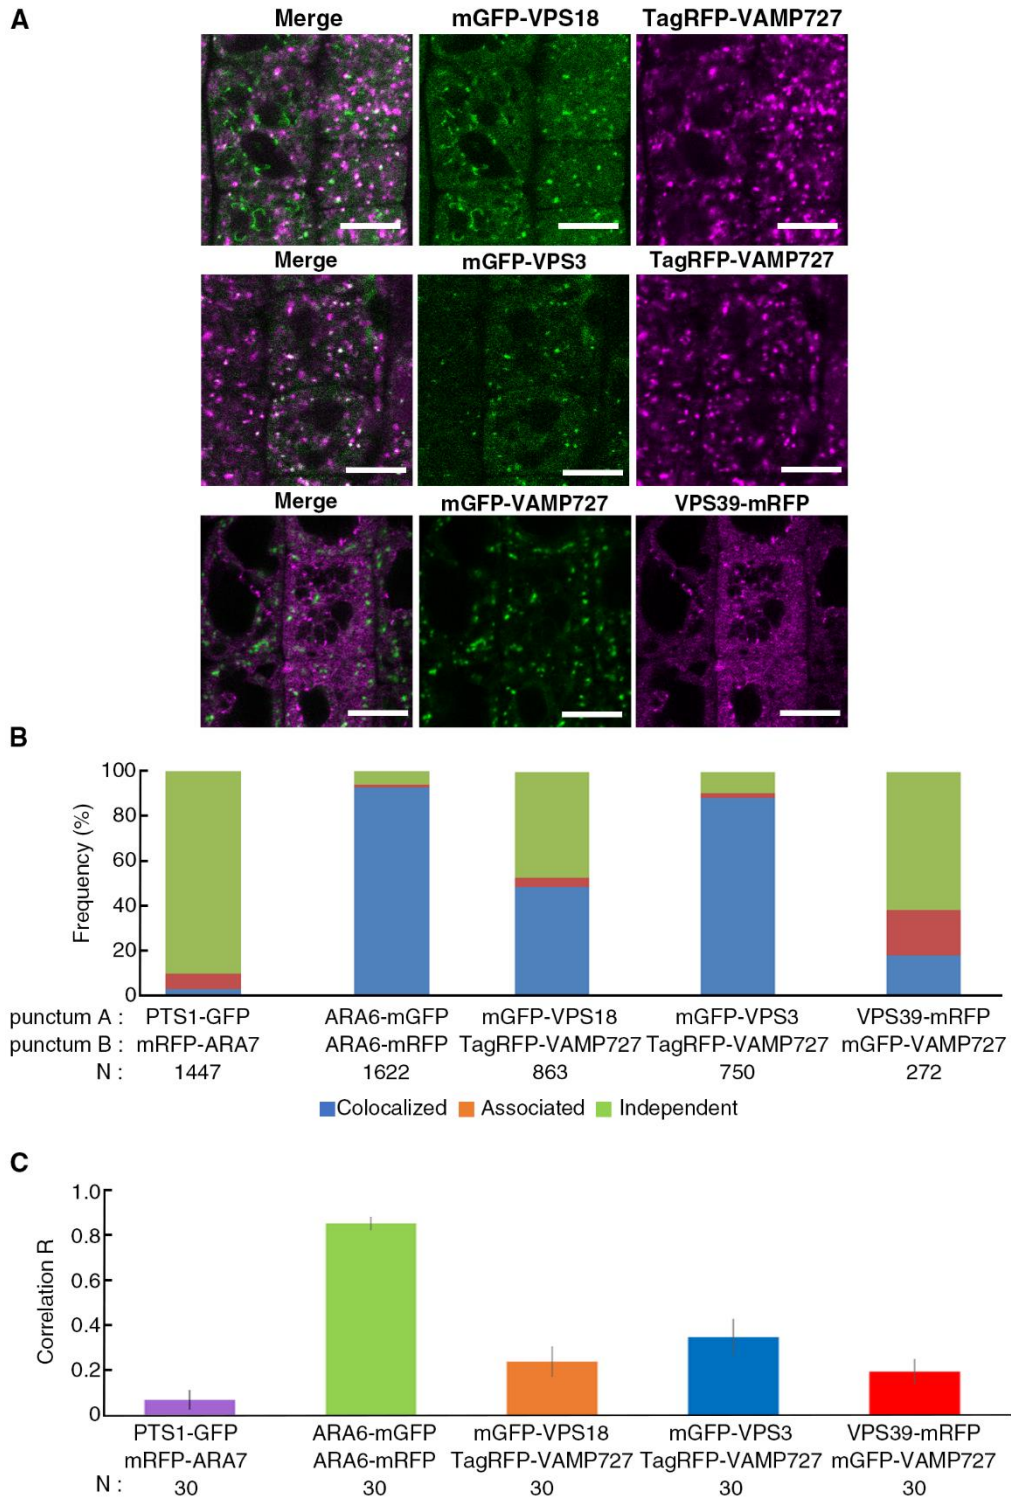 A
Merge mGFP-VPS18 TagRFP-VAMP727
Merge mGFP-VPS3 TagRFP-VAMP727
Merge mGFP-VAMP727 VPS39-mRFP
B
100
80
60
40
20
0
Frequency (%)
punctum A : PTS1-GFP ARA6-mGFP mGFP-VPS18 mGFP-VPS3 VPS39-mRFP
punctum B : mRFP-ARA7 ARA6-mRFP TagRFP-VAMP727 TagRFP-VAMP727 mGFP-VAMP727
N : 1447 1622 863 750 272
Colocalized Associated Independent
C
1.0
0.8
0.6
0.4
0.2
0
Correlation R
PTS1-GFP ARA6-mGFP mGFP-VPS18 mGFP-VPS3 VPS39-mRFP
mRFP-ARA7 ARA6-mRFP TagRFP-VAMP727 TagRFP-VAMP727 mGFP-VAMP727
N : 30 30 30 30 30